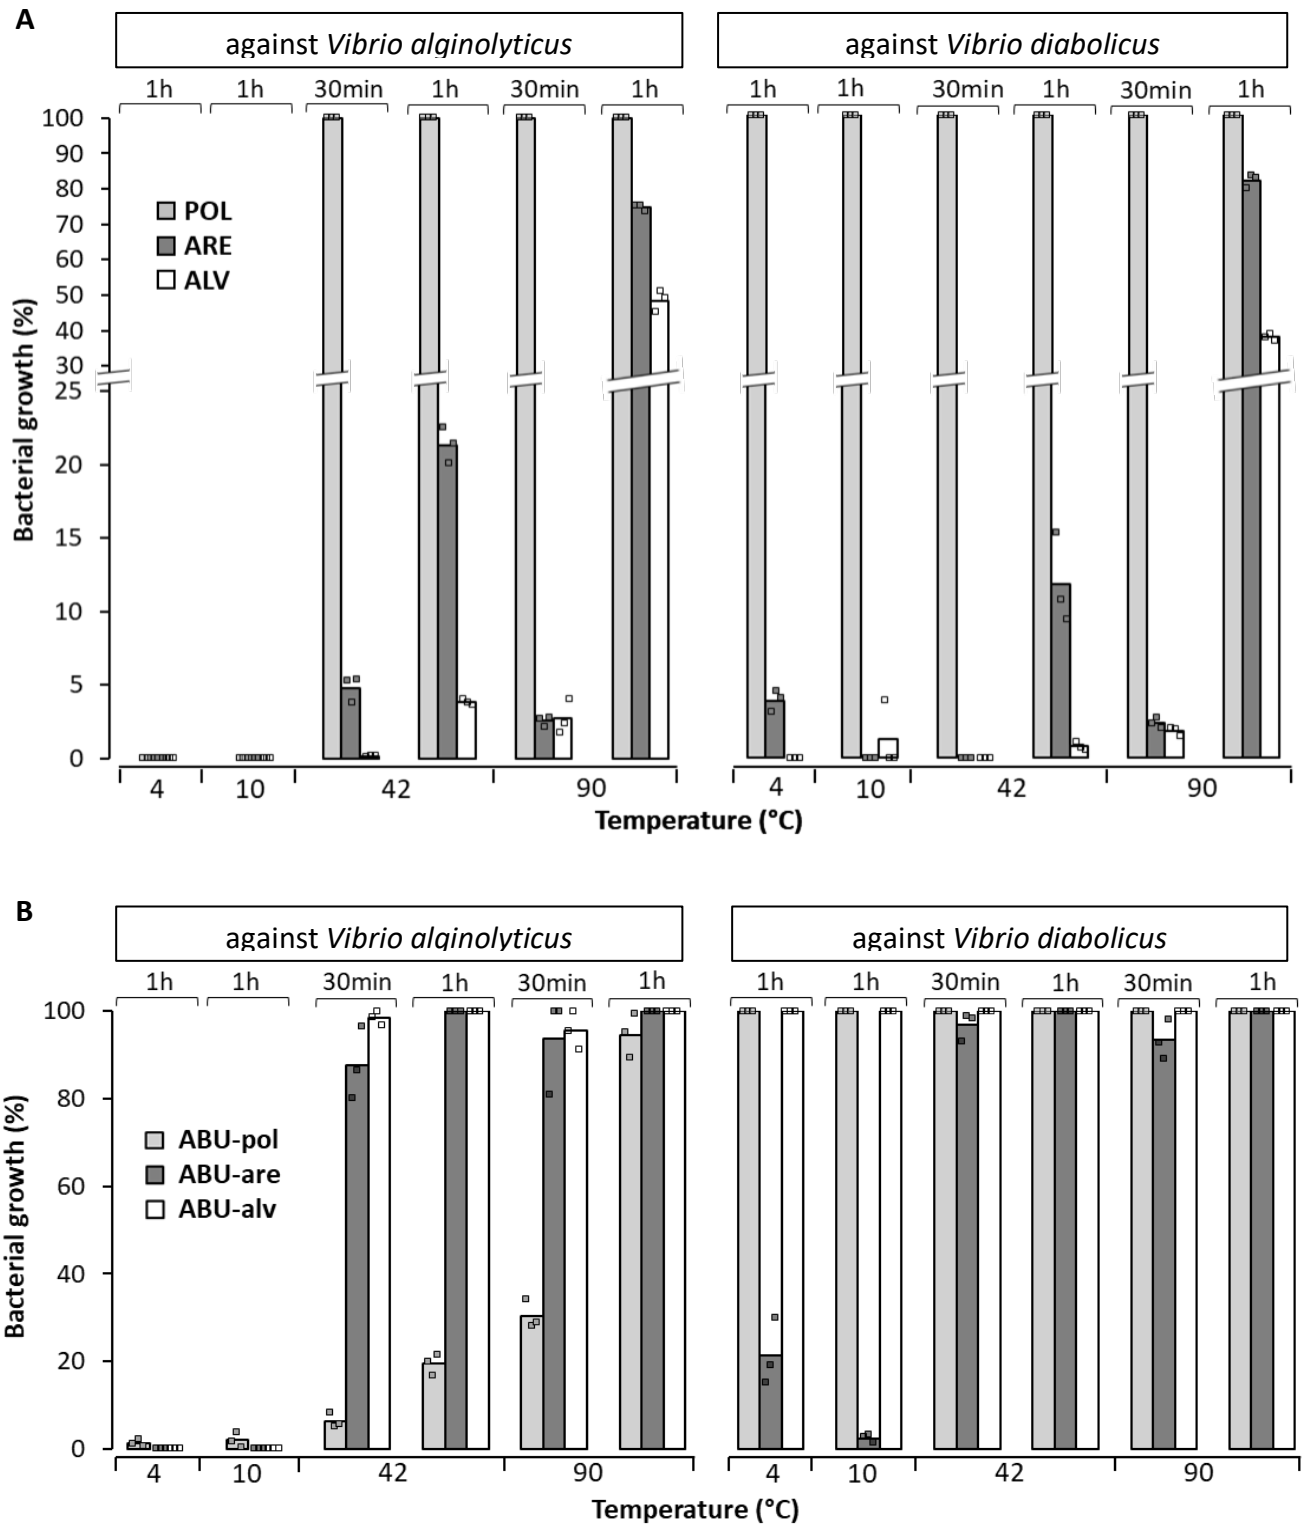 A
against Vibrio alginolyticus
against Vibrio diabolicus
1h 1h 30min 1h 30min 1h
1h 1h 30min 1h 30min 1h
100
90
80
70
60
50
40
30
25
20
15
10
5
0
Bacterial growth (%)
POL
ARE
ALV
4 10 42 90
4 10 42 90
Temperature (°C)
B
against Vibrio alginolyticus
against Vibrio diabolicus
1h 1h 30min 1h 30min 1h
1h 1h 30min 1h 30min 1h
100
80
60
40
20
0
Bacterial growth (%)
ABU-pol
ABU-are
ABU-alv
4 10 42 90
4 10 42 90
Temperature (°C)